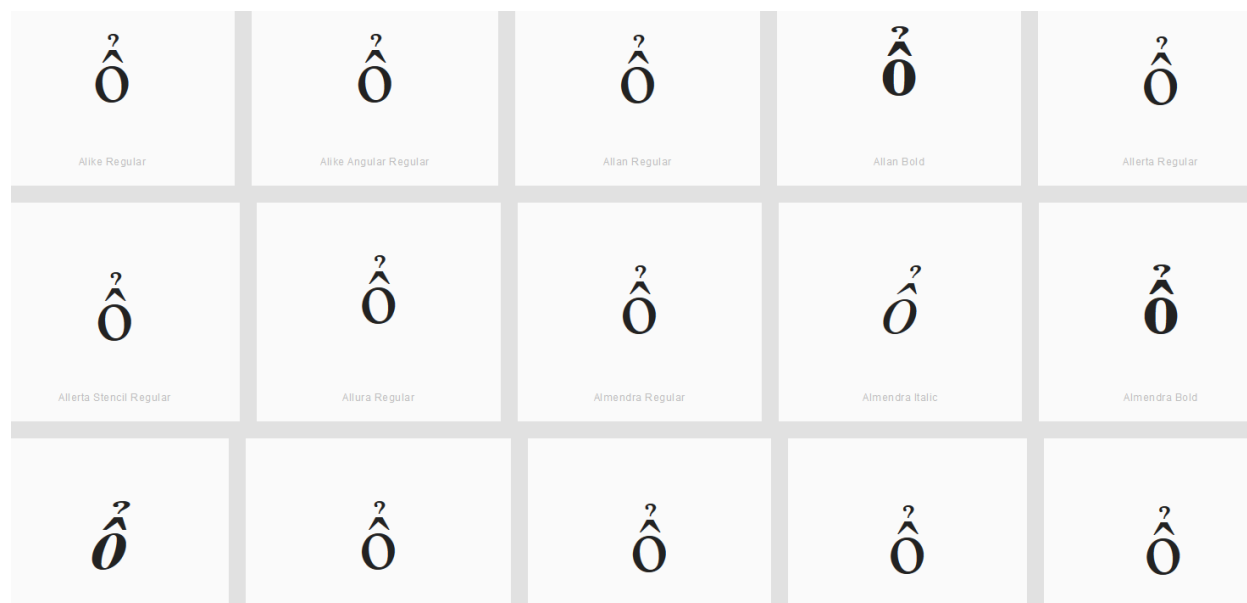 ổ ổ ổ ổ ổ
Alike Regular Alike Angular Regular Allan Regular Allan Bold Allerta Regular
ổ ổ ổ ổ ổ
Allerta Stencil Regular Allura Regular Almendra Regular Almendra Italic Almendra Bold
ổ ổ ổ ổ ổ